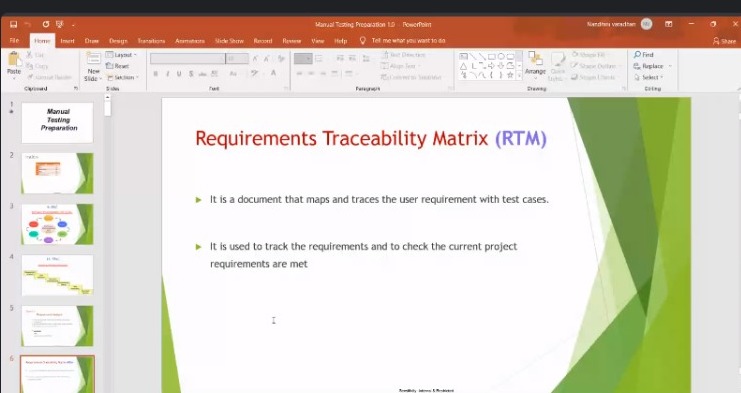 Manual Testing Preparation 1.0 - PowerPoint
Nandhini varadhan
File Home Insert Draw Design Transitions Animations Slide Show Record Review View Help Tell me what you want to do
Share
Paste
Cut
Copy
Format Painter
Clipboard
New
Slide
Layout
Reset
Section
Slides
Font
Text Direction
Align Text
Convert to SmartArt
Paragraph
Arrange
Quick
Styles
Shape Fill
Shape Outline
Shape Effects
Drawing
Find
Replace
Select
Editing
1
Manual
Testing
Preparation
2
3
4
5
6
Requirements Traceability Matrix (RTM)
It is a document that maps and traces the user requirement with test cases.
It is used to track the requirements and to check the current project
requirements are met
Sensitivity: Internal & Restricted